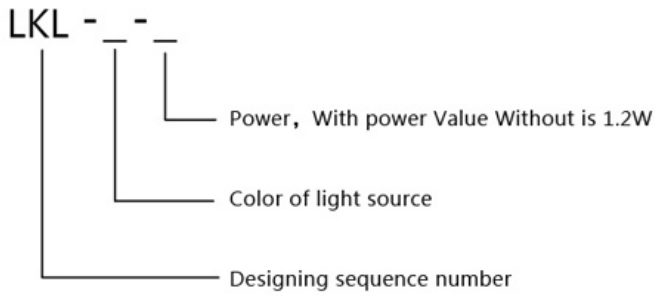 LKL -_-_
Power，With power Value Without is 1.2W
Color of light source
Designing sequence number